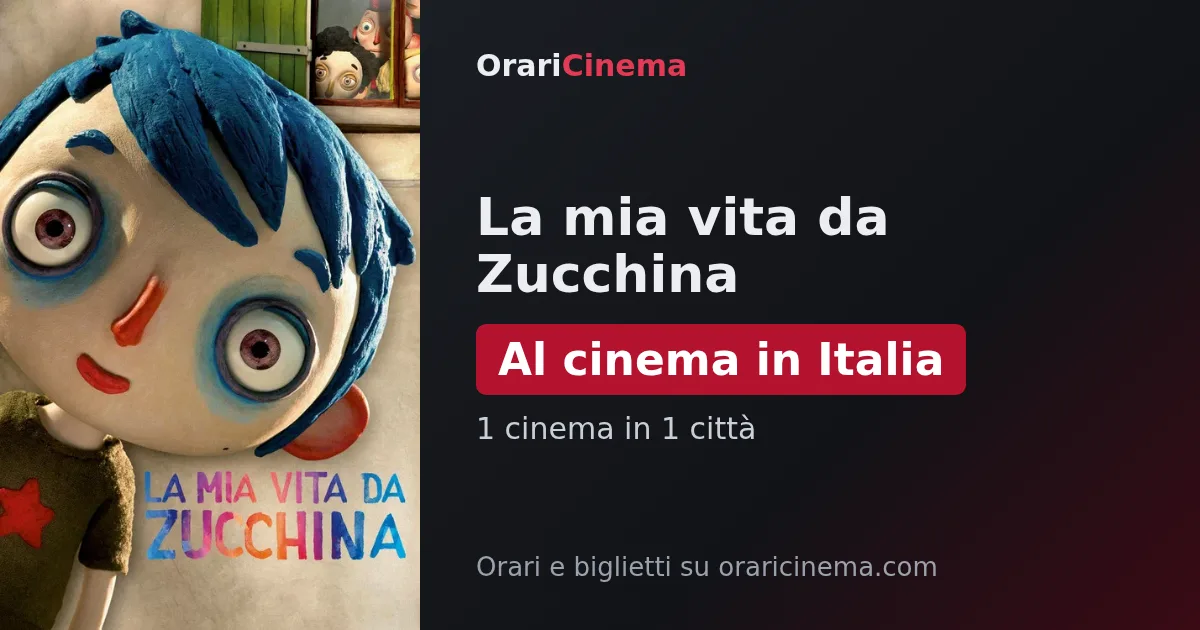 LA MIA VITA DA
ZUCCHINA
OrariCinema
La mia vita da
Zucchina
Al cinema in Italia
1 cinema in 1 città
Orari e biglietti su oraricinema.com